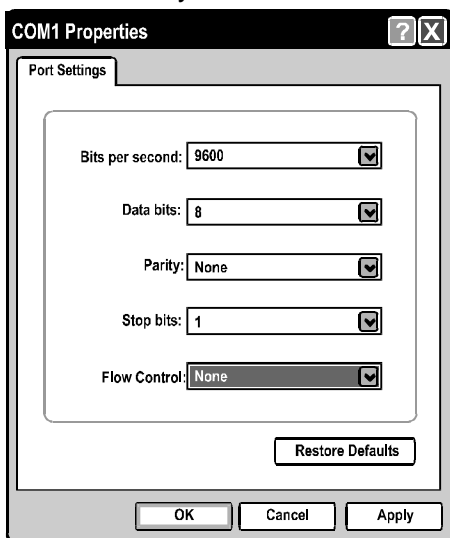 COM1 Properties ? X
Port Settings
Bits per second: 9600
Data bits: 8
Parity: None
Stop bits: 1
Flow Control: None
Restore Defaults
OK Cancel Apply